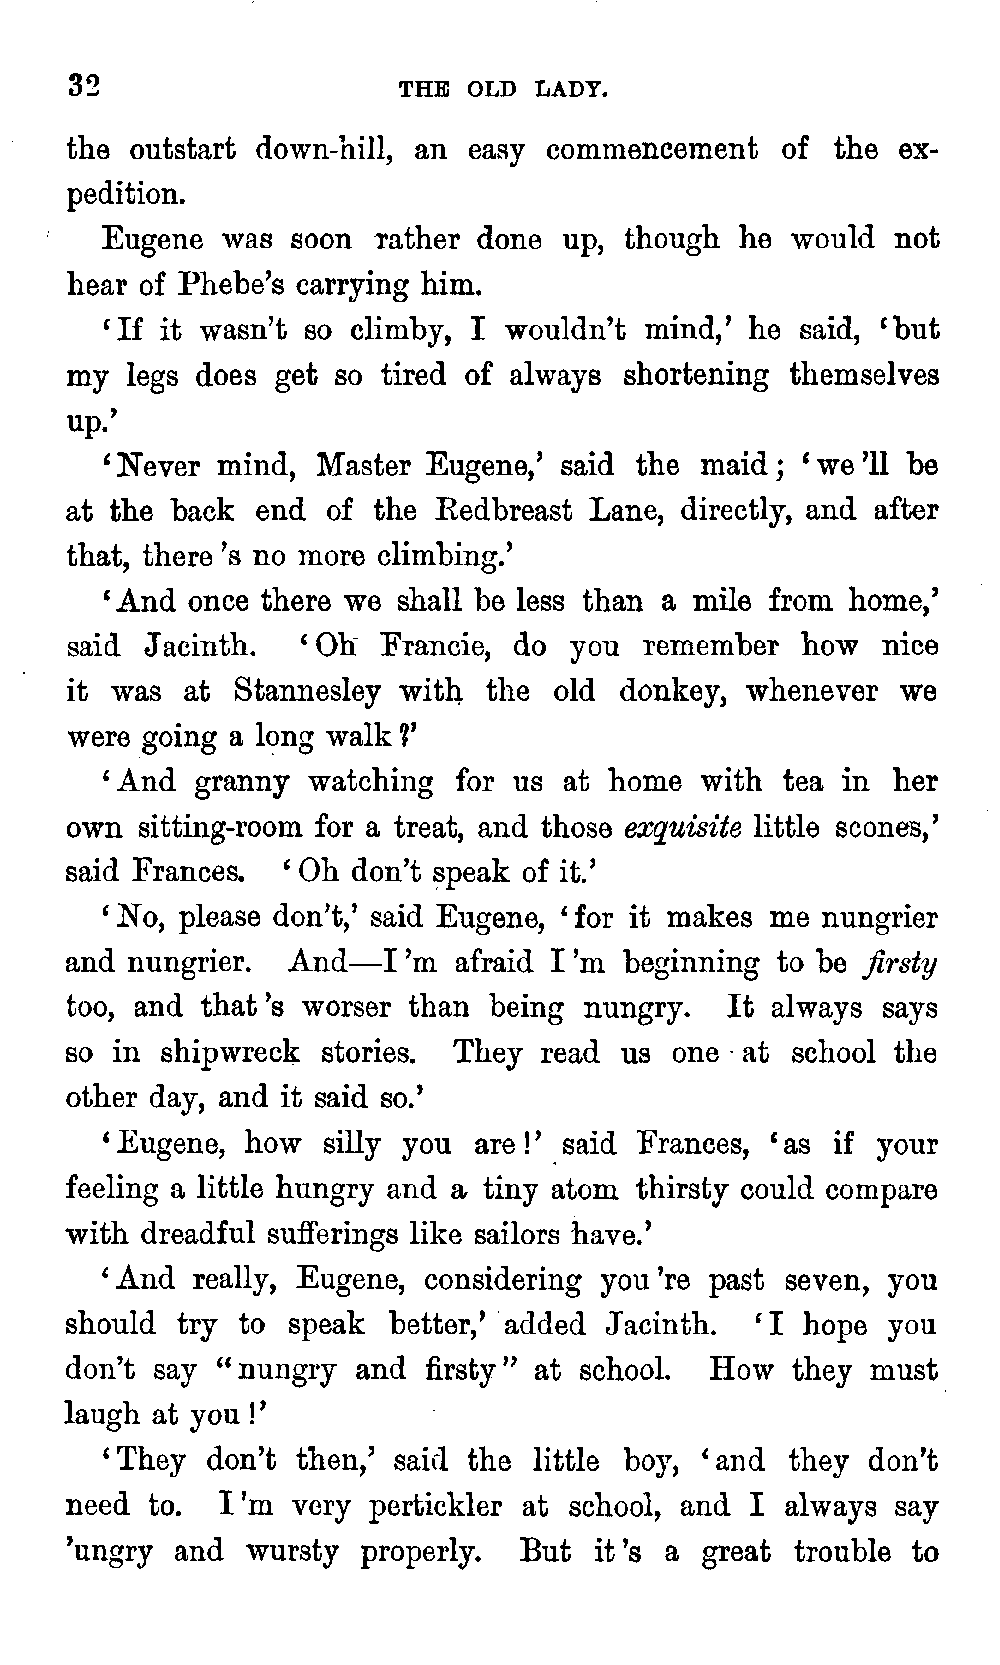 32 THE OLD LADY.
the outstart down-hill, an easy commencement of the ex-
pedition.
Eugene was soon rather done up, though he would not
hear of Phebe's carrying him.
‘If it wasn't so climby, I wouldn't mind,’ he said, ‘but
my legs does get so tired of always shortening themselves
up.’
‘Never mind, Master Eugene,’ said the maid; ‘we'll be
at the back end of the Redbreast Lane, directly, and after
that, there's no more climbing.’
‘And once there we shall be less than a mile from home,’
said Jacinth. ‘Oh Francie, do you remember how nice
it was at Stannesley with the old donkey, whenever we
were going a long walk?’
‘And granny watching for us at home with tea in her
own sitting-room for a treat, and those exquisite little scones,’
said Frances. ‘Oh don't speak of it.’
‘No, please don't,’ said Eugene, ‘for it makes me nungrier
and nungrier. And—I'm afraid I'm beginning to be firsty
too, and that's worser than being nungry. It always says
so in shipwreck stories. They read us one at school the
other day, and it said so.’
‘Eugene, how silly you are!’ said Frances, ‘as if your
feeling a little hungry and a tiny atom thirsty could compare
with dreadful sufferings like sailors have.’
‘And really, Eugene, considering you're past seven, you
should try to speak better,’ added Jacinth. ‘I hope you
don't say “nungry and firsty” at school. How they must
laugh at you!’
‘They don't then,’ said the little boy, ‘and they don't
need to. I'm very pertickler at school, and I always say
'ungry and wursty properly. But it's a great trouble to